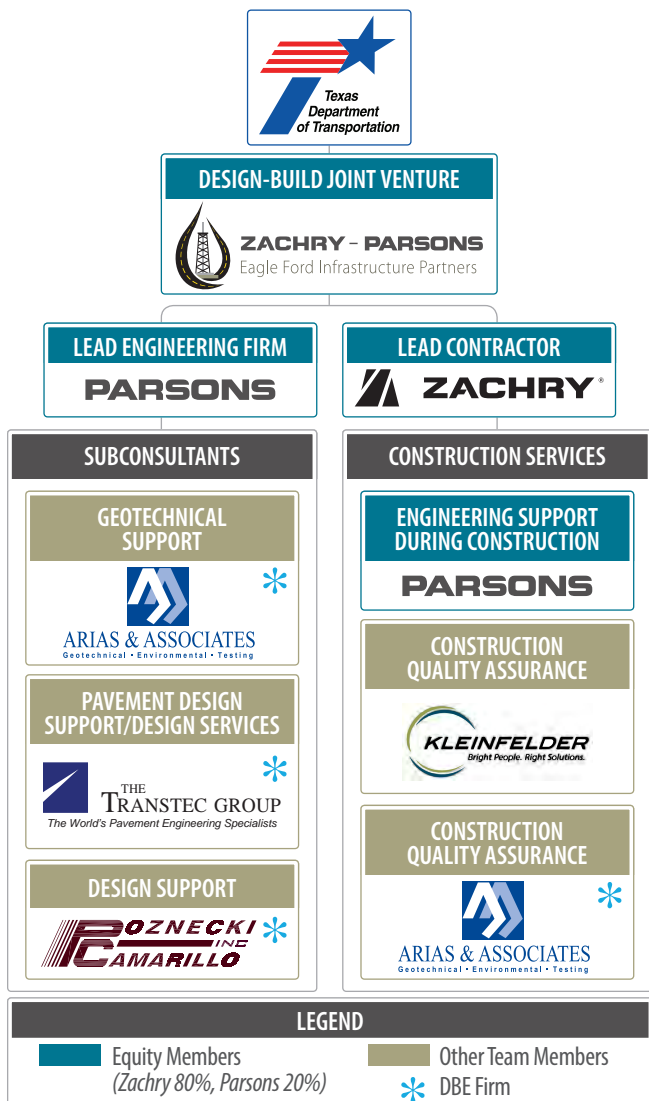 Texas
Department
of Transportation
DESIGN-BUILD JOINT VENTURE
ZACHRY – PARSONS
Eagle Ford Infrastructure Partners
LEAD ENGINEERING FIRM
PARSONS
LEAD CONTRACTOR
ZACHRY®
SUBCONSULTANTS
GEOTECHNICAL
SUPPORT
ARIAS & ASSOCIATES
Geotechnical • Environmental • Testing
PAVEMENT DESIGN
SUPPORT/DESIGN SERVICES
THE
TRANSTEC GROUP
The World's Pavement Engineering Specialists
DESIGN SUPPORT
POZNECKI
INC
CAMARILLO
CONSTRUCTION SERVICES
ENGINEERING SUPPORT
DURING CONSTRUCTION
PARSONS
CONSTRUCTION
QUALITY ASSURANCE
KLEINFELDER
Bright People. Right Solutions.
CONSTRUCTION
QUALITY ASSURANCE
ARIAS & ASSOCIATES
Geotechnical • Environmental • Testing
LEGEND
Equity Members
(Zachry 80%, Parsons 20%)
Other Team Members
DBE Firm